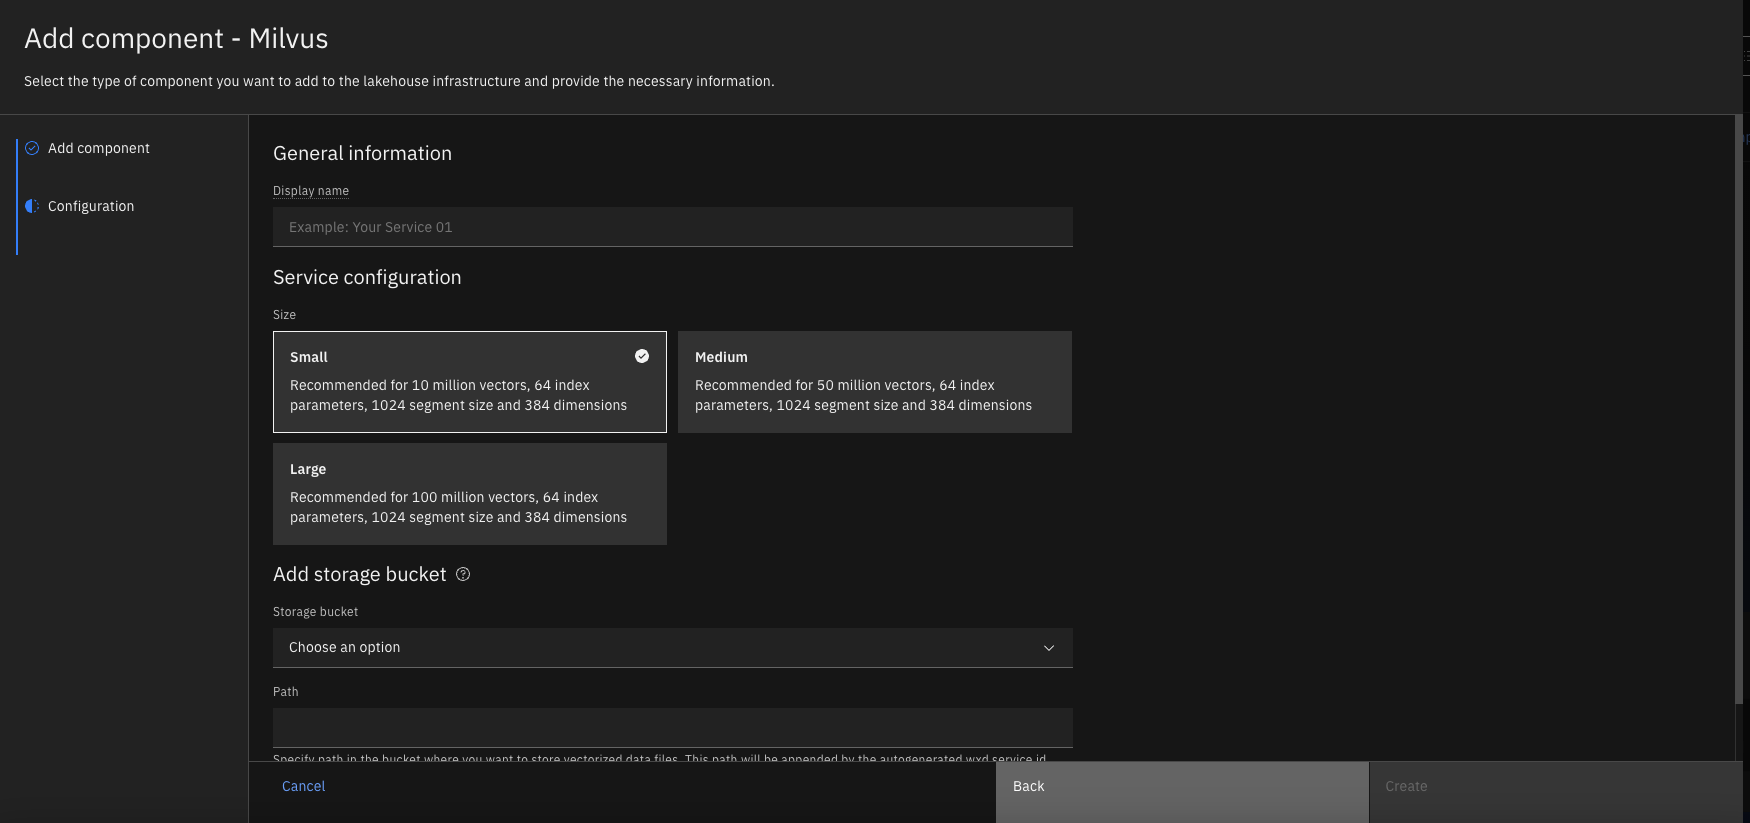 Add component - Milvus
Select the type of component you want to add to the lakehouse infrastructure and provide the necessary information.
Add component
Configuration
General information
Display name
Example: Your Service 01
Service configuration
Size
Small
Recommended for 10 million vectors, 64 index
parameters, 1024 segment size and 384 dimensions
Medium
Recommended for 50 million vectors, 64 index
parameters, 1024 segment size and 384 dimensions
Large
Recommended for 100 million vectors, 64 index
parameters, 1024 segment size and 384 dimensions
Add storage bucket
Storage bucket
Choose an option
Path
Specify path in the bucket where you want to store vectorized data files. This path will be appended by the autogenerated wxd service id
Cancel
Back
Create